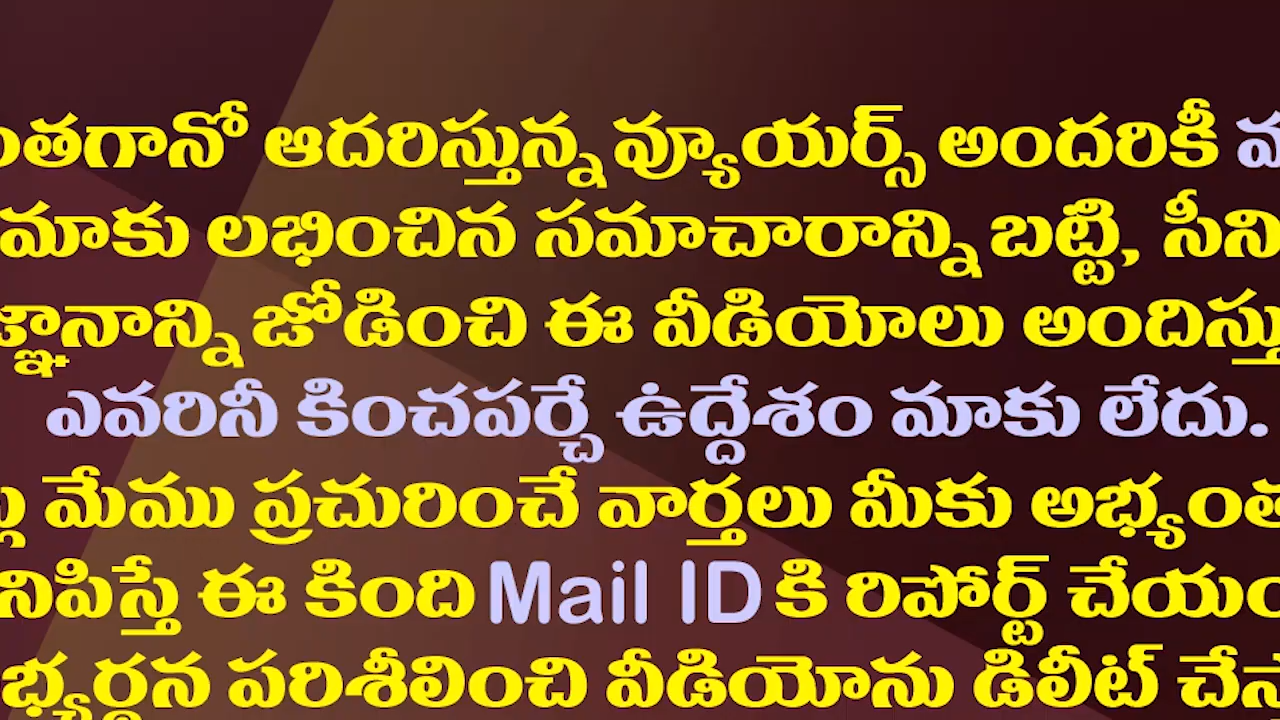 ంతగానో ఆదరిస్తున్న వ్యూయర్స్ అందరికీ
మాకు లభించిన సమాచారాన్ని బట్టి, సీని
జ్ఞానాన్ని జోడించి ఈ వీడియోలు అందిస్తు
ఎవరినీ కించపర్చే ఉద్దేశం మాకు లేదు.
మేము ప్రచురించే వార్తలు మీకు అభ్యంత
నిపిస్తే ఈ కింది Mail ID కి రిపోర్ట్ చేయం
భ్యర్థన పరిశీలించి వీడియోను డిలీట్ చేస